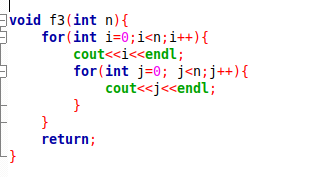 void f3(int n){
    for(int i=0;i<n;i++){
        cout<<i<<endl;
        for(int j=0; j<n;j++){
            cout<<j<<endl;
        }
    }
    return;
}